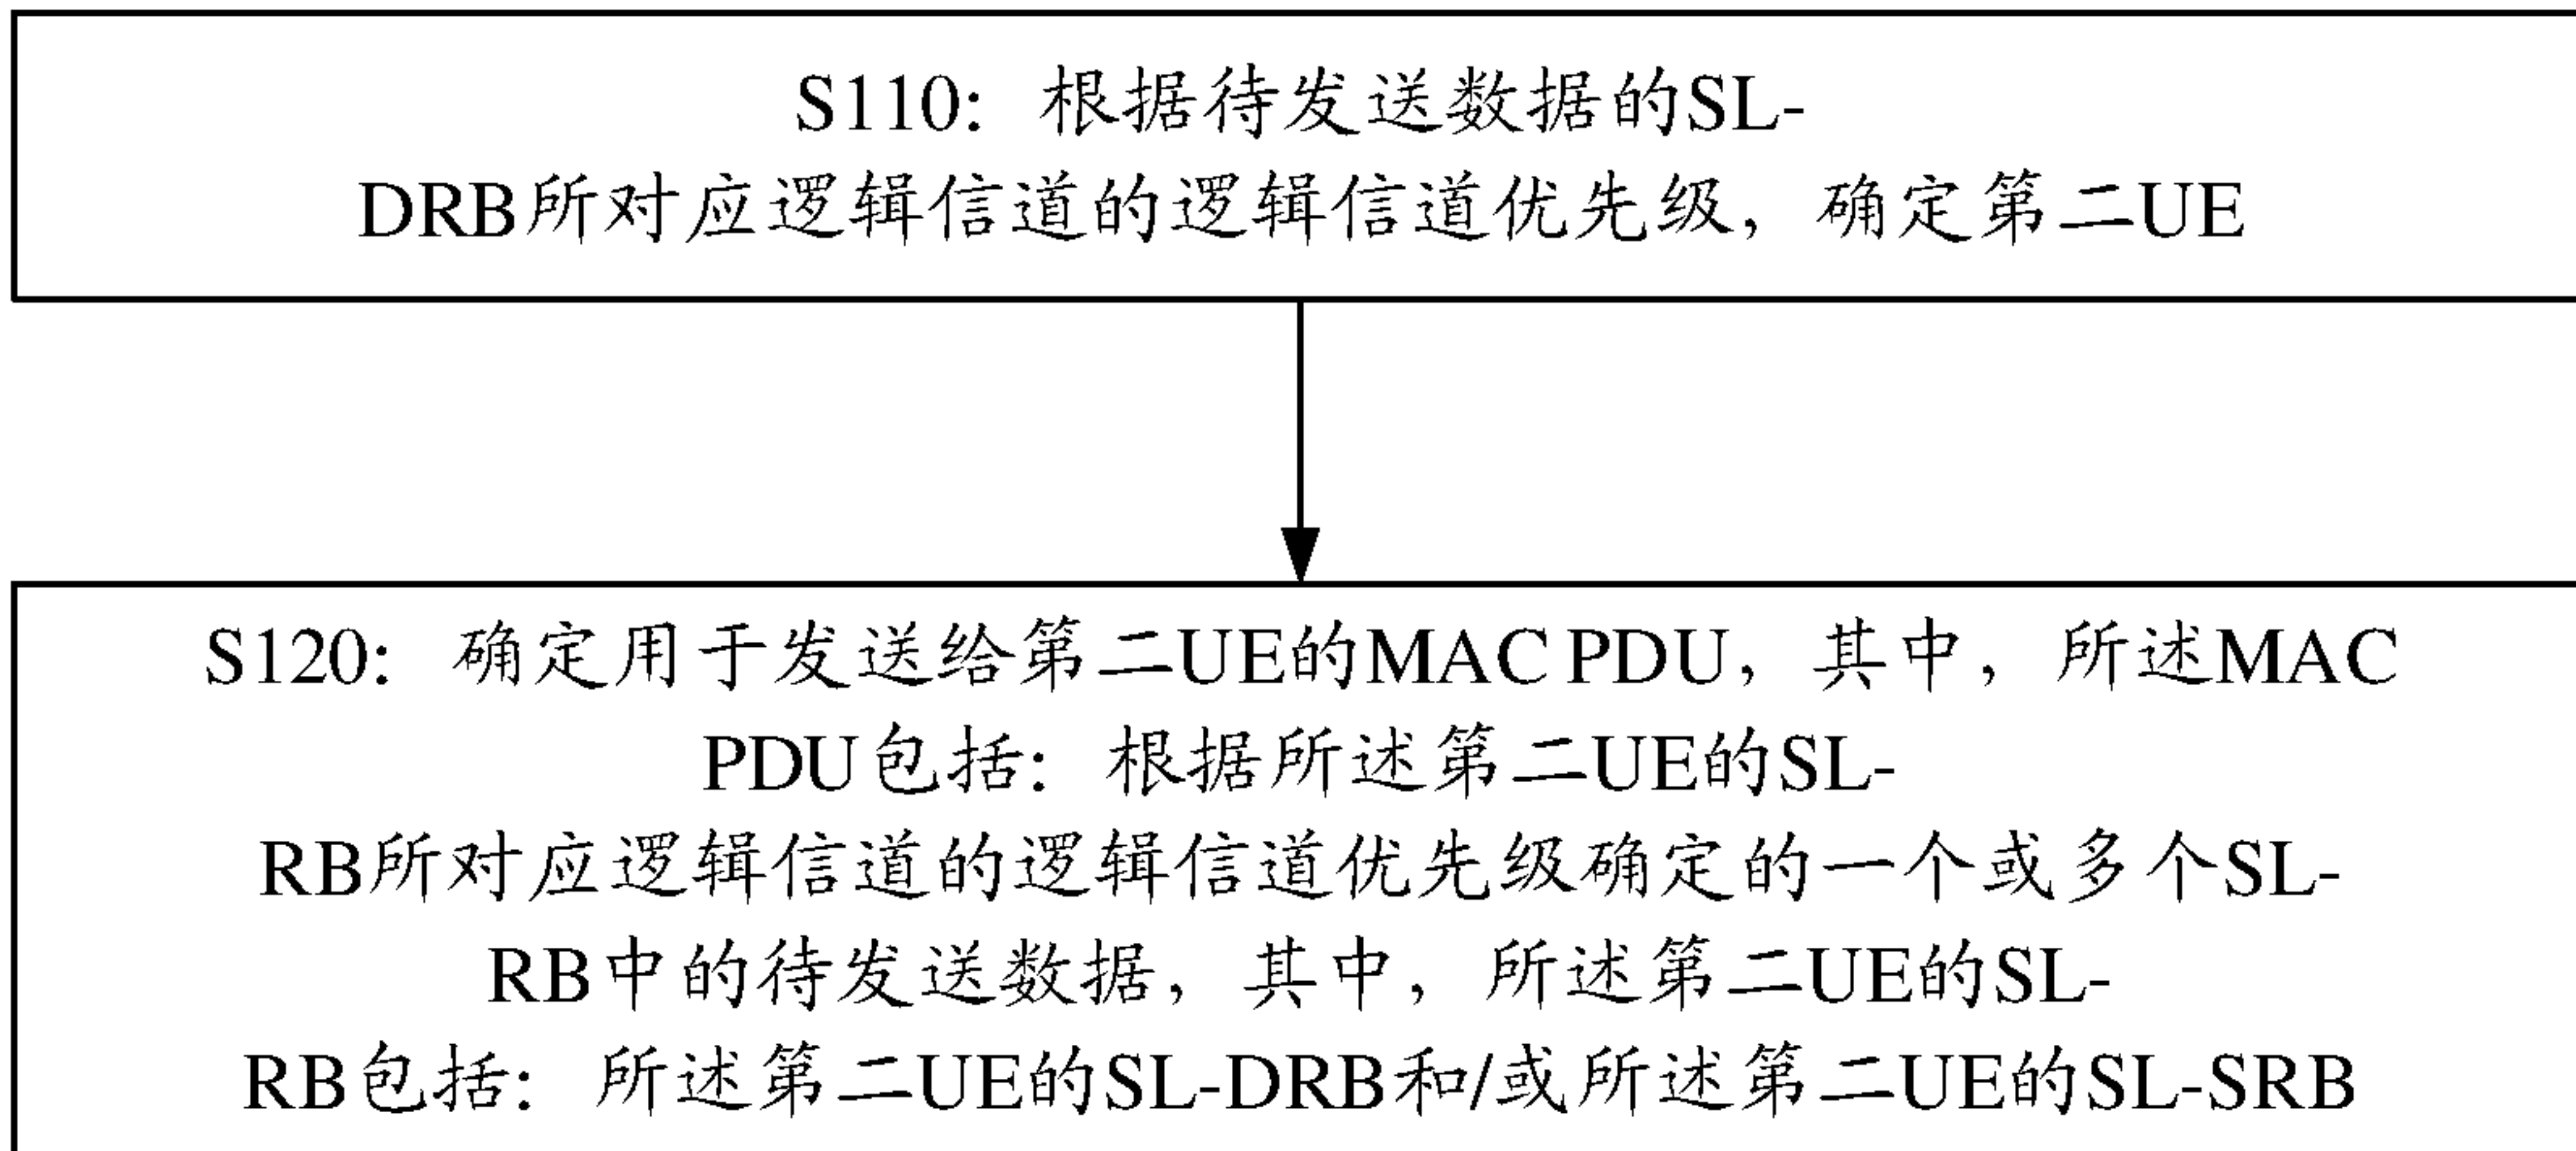 S110：根据待发送数据的SL-
DRB所对应逻辑信道的逻辑信道优先级，确定第二UE
S120：确定用于发送给第二UE的MAC PDU，其中，所述MAC
PDU包括：根据所述第二UE的SL-
RB所对应逻辑信道的逻辑信道优先级确定的一个或多个SL-
RB中的待发送数据，其中，所述第二UE的SL-
RB包括：所述第二UE的SL-DRB和/或所述第二UE的SL-SRB